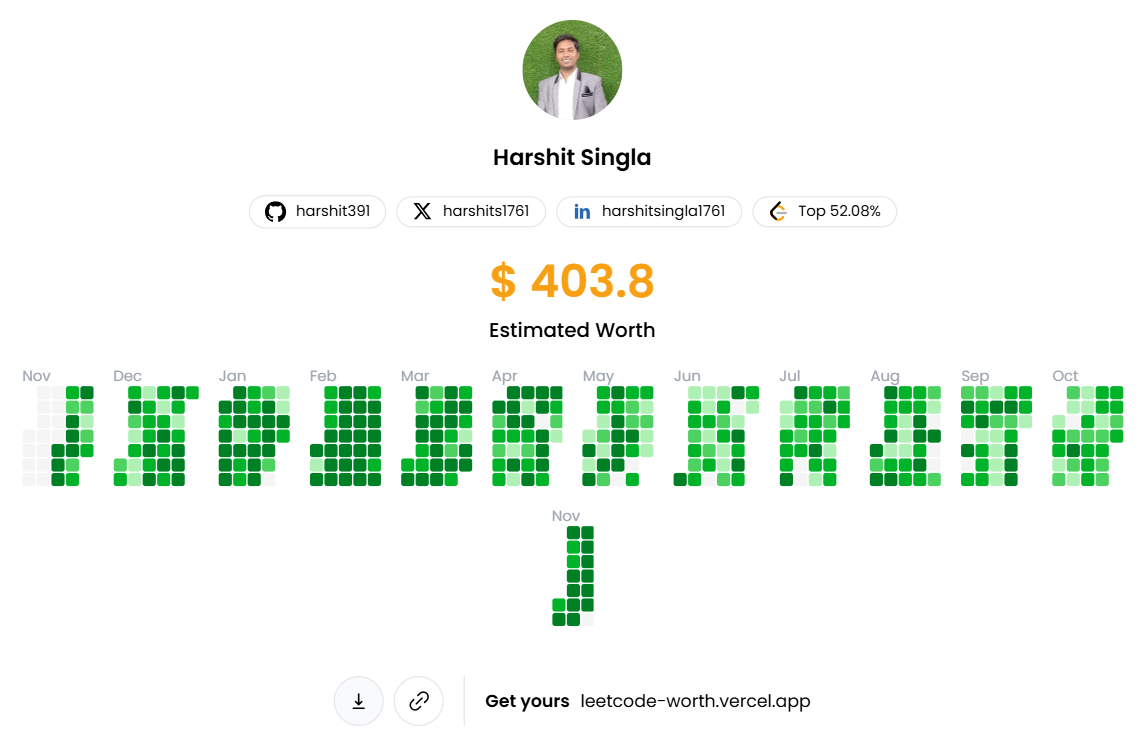 Harshit Singla
harshit391 harshits1761 harshitsingla1761 Top 52.08%
$ 403.8
Estimated Worth
Nov Dec Jan Feb Mar Apr May Jun Jul Aug Sep Oct
Nov
Get yours leetcode-worth.vercel.app